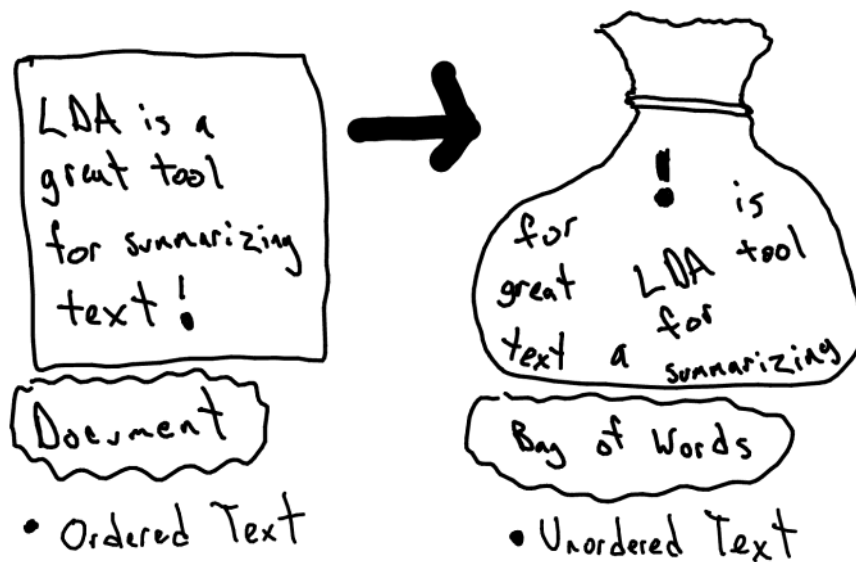 LDA is a
great tool
for summarizing
text!
Document
• Ordered Text
! is
for LDA tool
great for
text a summarizing
Bag of Words
• Unordered Text